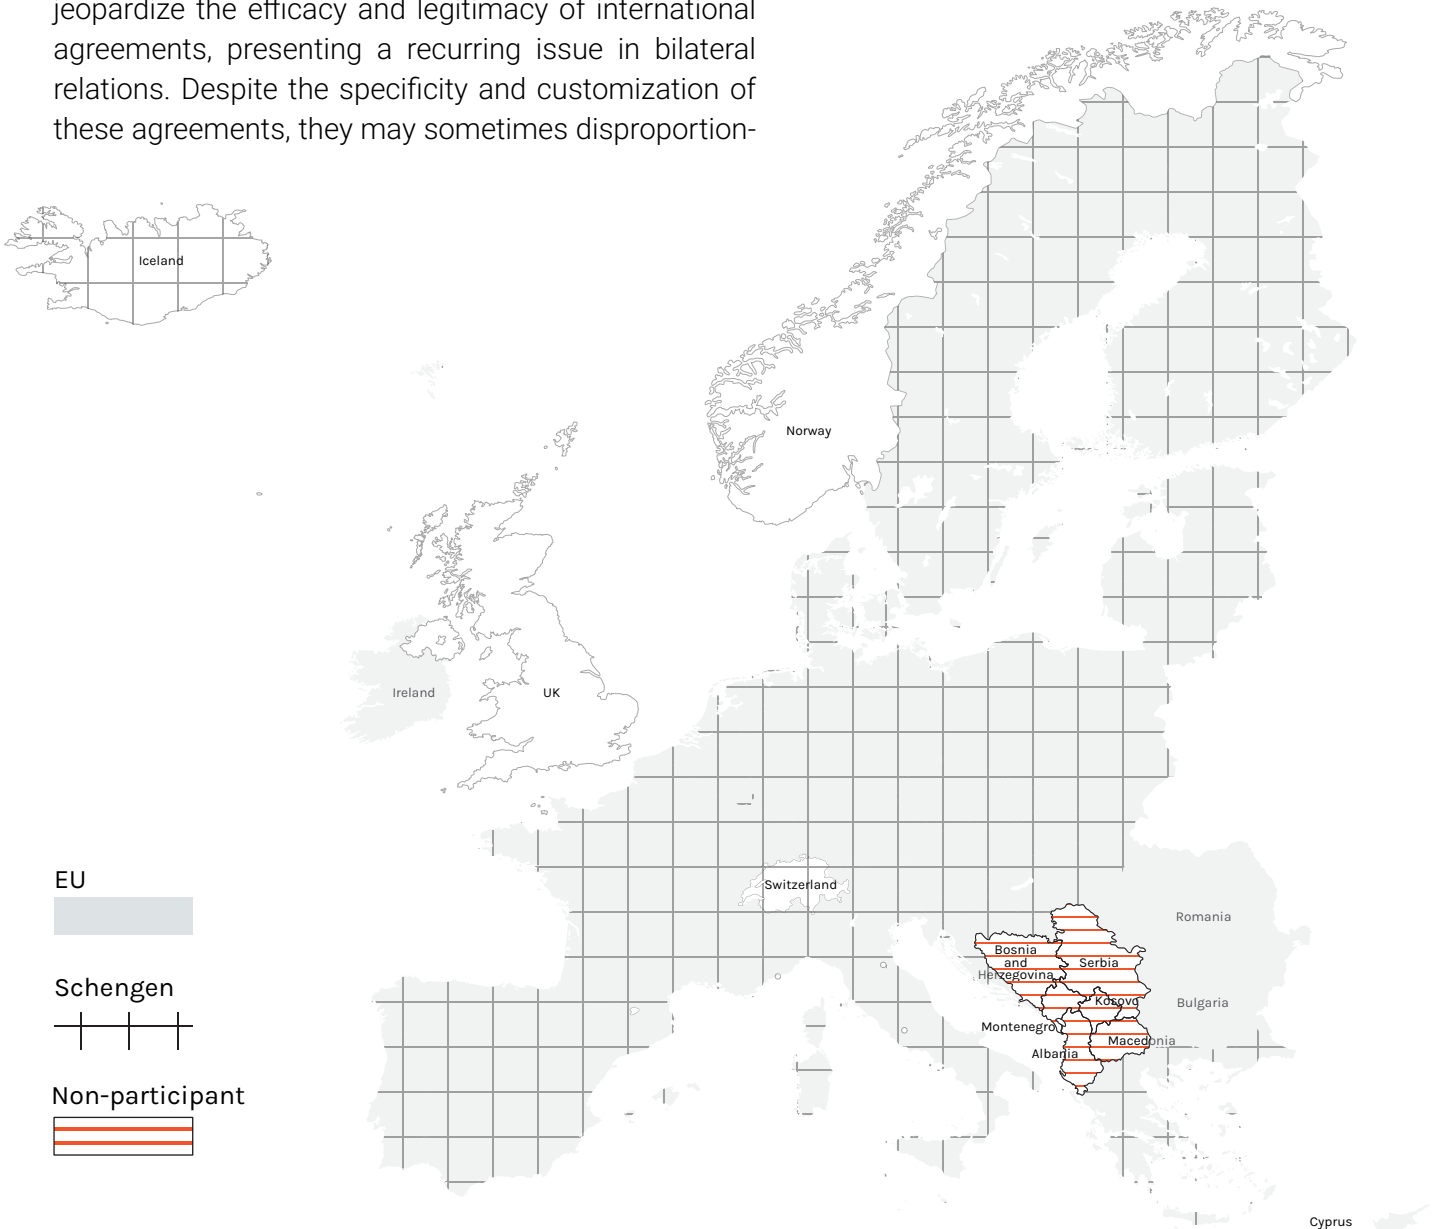 jeopardize the efficacy and legitimacy of international
agreements, presenting a recurring issue in bilateral
relations. Despite the specificity and customization of
these agreements, they may sometimes disproportion-
Iceland
Norway
Ireland
UK
EU
Switzerland
Romania
Bosnia
and
Herzegovina
Serbia
Schengen
Kosovo
Bulgaria
Montenegro
Macedonia
Albania
Non-participant
Cyprus